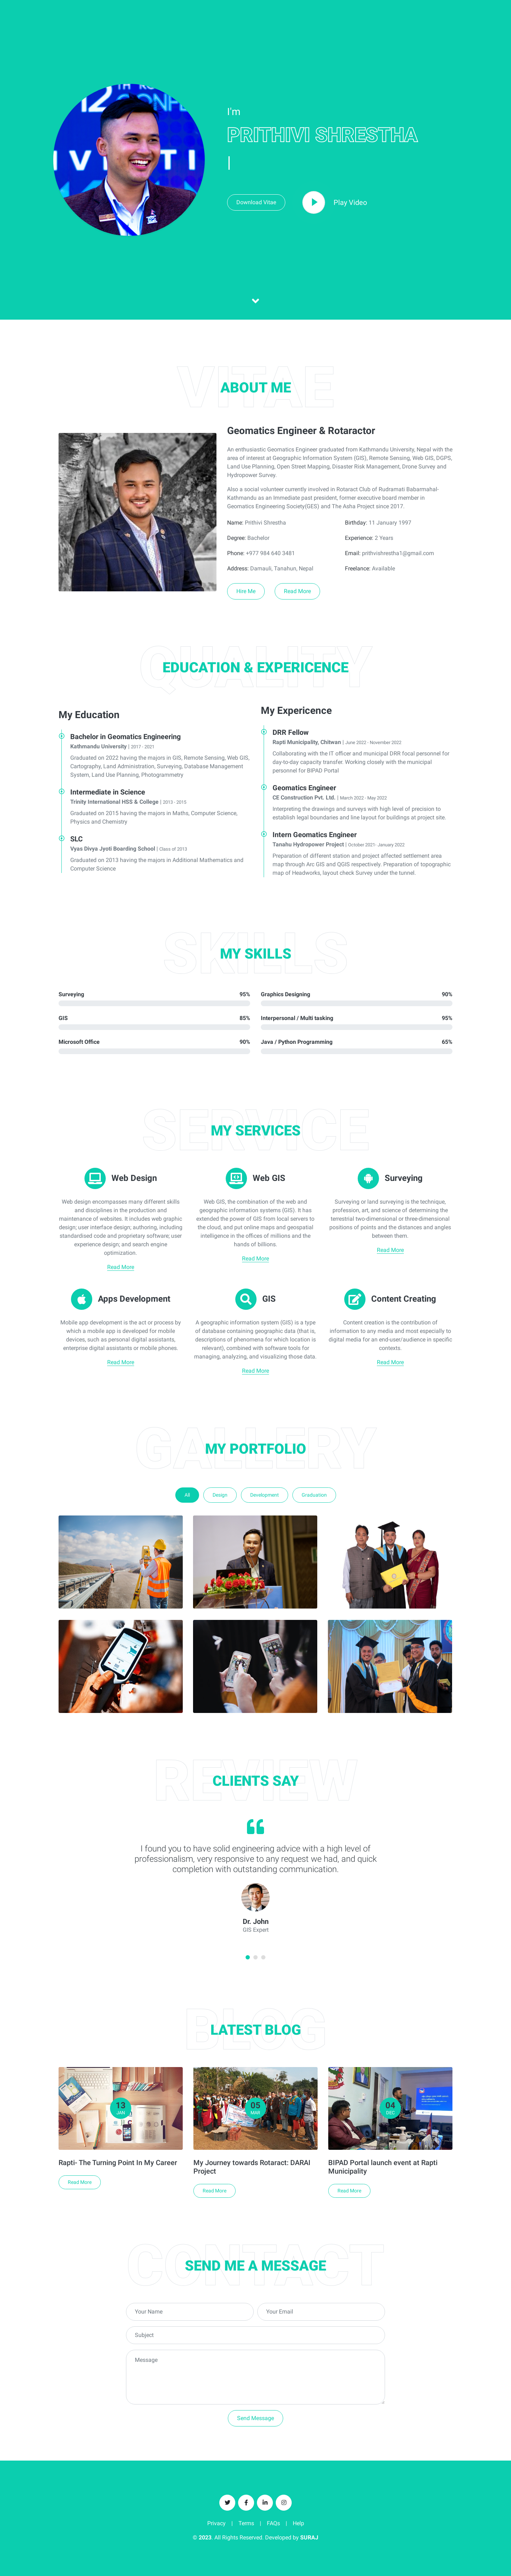 I'm
PRITHIVI SHRESTHA
Download Vitae
Play Video
VITAE
ABOUT ME
Geomatics Engineer & Rotaractor
An enthusiastic Geomatics Engineer graduated from Kathmandu University, Nepal with the
area of interest at Geographic Information System (GIS), Remote Sensing, Web GIS, DGPS,
Land Use Planning, Open Street Mapping, Disaster Risk Management, Drone Survey and
Hydropower Survey.
Also a social volunteer currently involved in Rotaract Club of Rudramati Babarmahal-
Kathmandu as an Immediate past president, former executive board member in
Geomatics Engineering Society(GES) and The Asha Project since 2017.
Name: Prithivi Shrestha
Birthday: 11 January 1997
Degree: Bachelor
Experience: 2 Years
Phone: +977 984 640 3481
Email: prithvishrestha1@gmail.com
Address: Damauli, Tanahun, Nepal
Freelance: Available
Hire Me
Read More
QUALITY
EDUCATION & EXPERICENCE
My Education
Bachelor in Geomatics Engineering
Kathmandu University | 2017 - 2021
Graduated on 2022 having the majors in GIS, Remote Sensing, Web GIS,
Cartography, Land Administration, Surveying, Database Management
System, Land Use Planning, Photogrammetry
Intermediate in Science
Trinity International HSS & College | 2013 - 2015
Graduated on 2015 having the majors in Maths, Computer Science,
Physics and Chemistry
SLC
Vyas Divya Jyoti Boarding School | Class of 2013
Graduated on 2013 having the majors in Additional Mathematics and
Computer Science
My Expericence
DRR Fellow
Rapti Municipality, Chitwan | June 2022 - November 2022
Collaborating with the IT officer and municipal DRR focal personnel for
day-to-day capacity transfer. Working closely with the municipal
personnel for BIPAD Portal
Geomatics Engineer
CE Construction Pvt. Ltd. | March 2022 - May 2022
Interpreting the drawings and surveys with high level of precision to
establish legal boundaries and line layout for buildings at project site.
Intern Geomatics Engineer
Tanahu Hydropower Project | October 2021- January 2022
Preparation of different station and project affected settlement area
map through Arc GIS and QGIS respectively. Preparation of topographic
map of Headworks, layout check Survey under the tunnel.
SKILLS
MY SKILLS
Surveying 95%
Graphics Designing 90%
GIS 85%
Interpersonal / Multi tasking 95%
Microsoft Office 90%
Java / Python Programming 65%
SERVICE
MY SERVICES
Web Design
Web design encompasses many different skills
and disciplines in the production and
maintenance of websites. It includes web graphic
design; user interface design; authoring, including
standardised code and proprietary software; user
experience design; and search engine
optimization.
Read More
Web GIS
Web GIS, the combination of the web and
geographic information systems (GIS). It has
extended the power of GIS from local servers to
the cloud, and put online maps and geospatial
intelligence in the offices of millions and the
hands of billions.
Read More
Surveying
Surveying or land surveying is the technique,
profession, art, and science of determining the
terrestrial two-dimensional or three-dimensional
positions of points and the distances and angles
between them.
Read More
Apps Development
Mobile app development is the act or process by
which a mobile app is developed for mobile
devices, such as personal digital assistants,
enterprise digital assistants or mobile phones.
Read More
GIS
A geographic information system (GIS) is a type
of database containing geographic data (that is,
descriptions of phenomena for which location is
relevant), combined with software tools for
managing, analyzing, and visualizing those data.
Read More
Content Creating
Content creation is the contribution of
information to any media and most especially to
digital media for an end-user/audience in specific
contexts.
Read More
GALLERY
MY PORTFOLIO
All
Design
Development
Graduation
REVIEW
CLIENTS SAY
I found you to have solid engineering advice with a high level of
professionalism, very responsive to any request we had, and quick
completion with outstanding communication.
Dr. John
GIS Expert
BLOG
LATEST BLOG
13
JAN
Rapti- The Turning Point In My Career
Read More
05
MAR
My Journey towards Rotaract: DARAI
Project
Read More
04
DEC
BIPAD Portal launch event at Rapti
Municipality
Read More
CONTACT
SEND ME A MESSAGE
Your Name
Your Email
Subject
Message
Send Message
Privacy | Terms | FAQs | Help
© 2023. All Rights Reserved. Developed by SURAJ